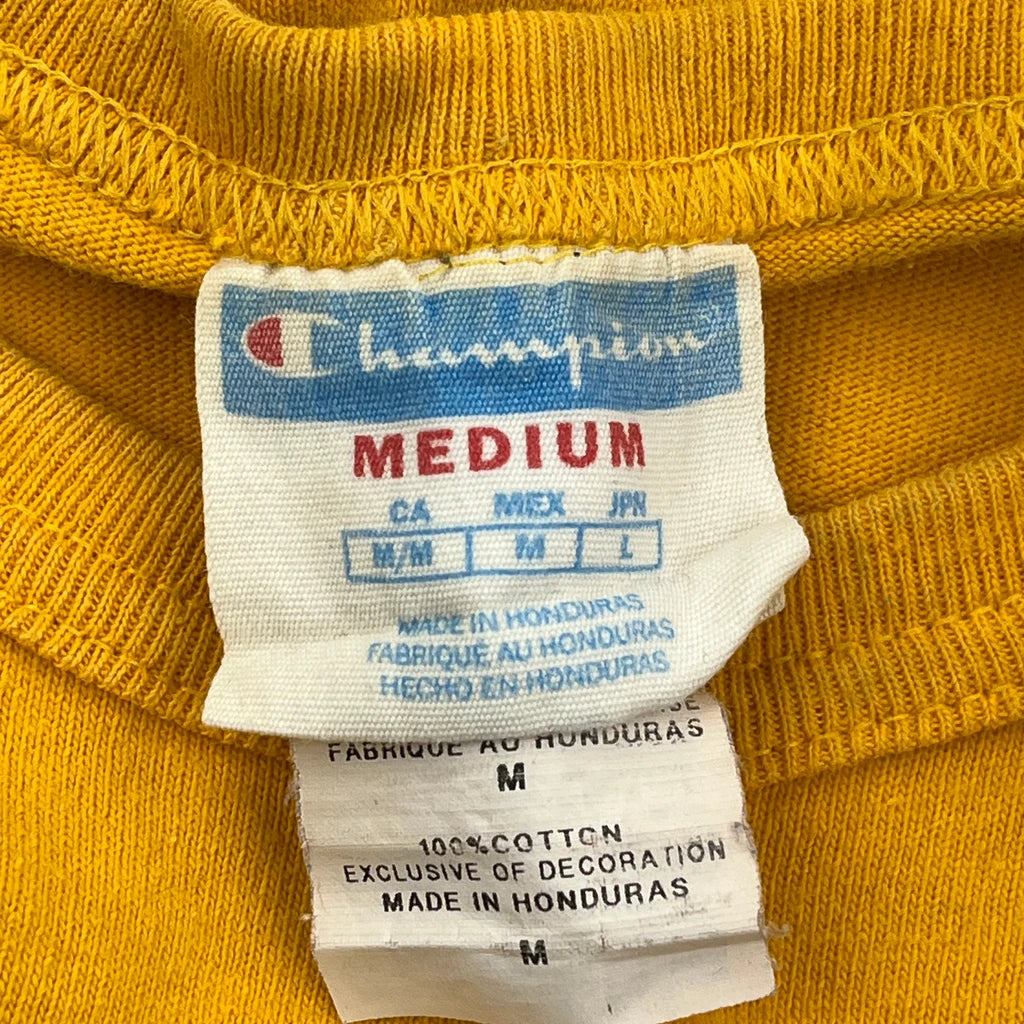 Champion
MEDIUM
CA MEX JPN
M/M M L
MADE IN HONDURAS
FABRIQUÉ AU HONDURAS
HECHO EN HONDURAS
FABRIQUE AU HONDURAS
M
100% COTTON
EXCLUSIVE OF DECORATION
MADE IN HONDURAS
M